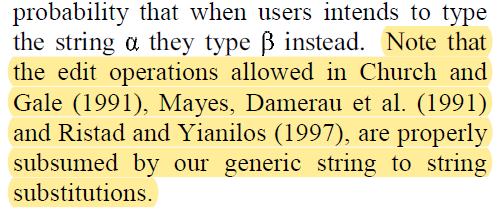 probability that when users intends to type
the string α they type β instead. Note that
the edit operations allowed in Church and
Gale (1991), Mayes, Damerau et al. (1991)
and Ristad and Yianilos (1997), are properly
subsumed by our generic string to string
substitutions.